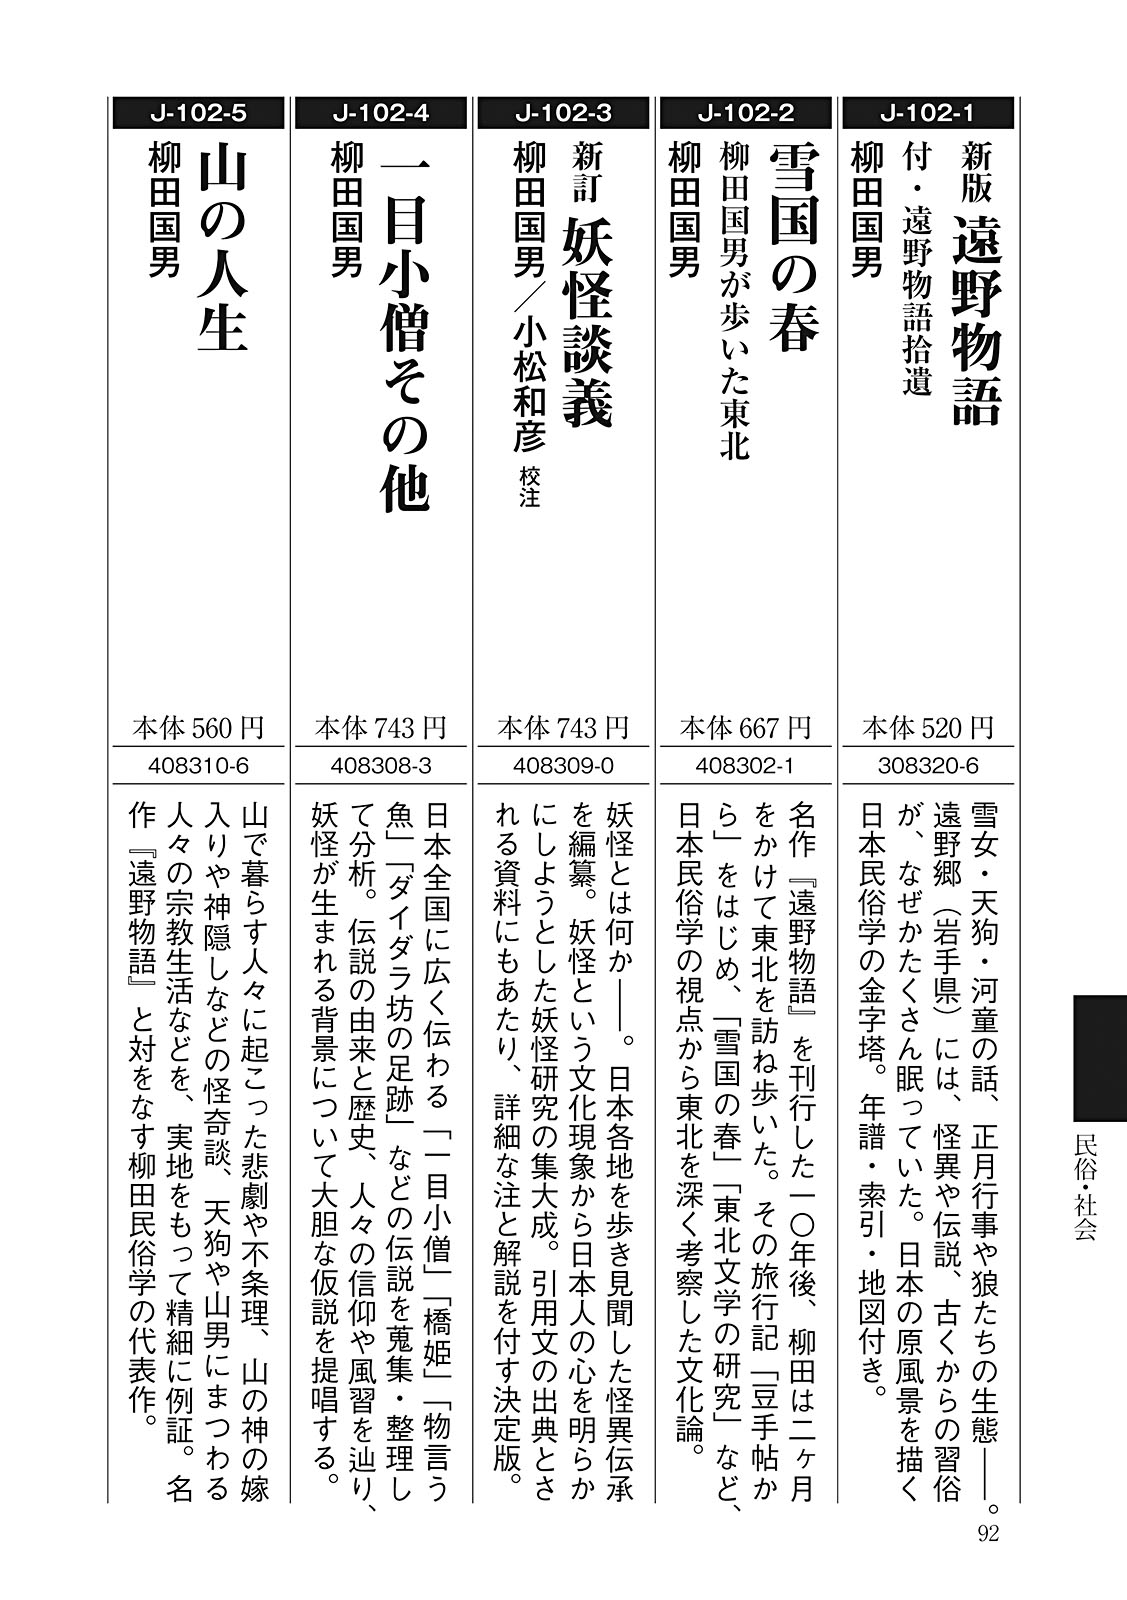 J-102-1
新版 遠野物語
付・遠野物語拾遺
柳田国男
本体520円
308320-6
雪女・天狗・河童の話、正月行事や狼たちの生態――。
遠野郷（岩手県）には、怪異や伝説、古くからの習俗
が、なぜかたくさん眠っていた。日本の原風景を描く
日本民俗学の金字塔。年譜・索引・地図付き。
J-102-2
雪国の春
柳田国男が歩いた東北
柳田国男
本体667円
408302-1
名作『遠野物語』を刊行した一〇年後、柳田は二ヶ月
をかけて東北を訪ね歩いた。その旅行記「豆手帖か
ら」をはじめ、「雪国の春」「東北文学の研究」など、
日本民俗学の視点から東北を深く考察した文化論。
J-102-3
新訂 妖怪談義
柳田国男／小松和彦 校注
本体743円
408309-0
妖怪とは何か――。日本各地を歩き見聞した怪異伝承
を編纂。妖怪という文化現象から日本人の心を明らか
にしようとした妖怪研究の集大成。引用文の出典とさ
れる資料にもあたり、詳細な注と解説を付す決定版。
J-102-4
一目小僧その他
柳田国男
本体743円
408308-3
日本全国に広く伝わる「一目小僧」「橋姫」「物言う
魚」「ダイダラ坊の足跡」などの伝説を蒐集・整理し
て分析。伝説の由来と歴史、人々の信仰や風習を辿り、
妖怪が生まれる背景について大胆な仮説を提唱する。
J-102-5
山の人生
柳田国男
本体560円
408310-6
山で暮らす人々に起こった悲劇や不条理、山の神の嫁
入りや神隠しなどの怪奇談、天狗や山男にまつわる
人々の宗教生活などを、実地をもって精細に例証。名
作『遠野物語』と対をなす柳田民俗学の代表作。
民俗・社会
92